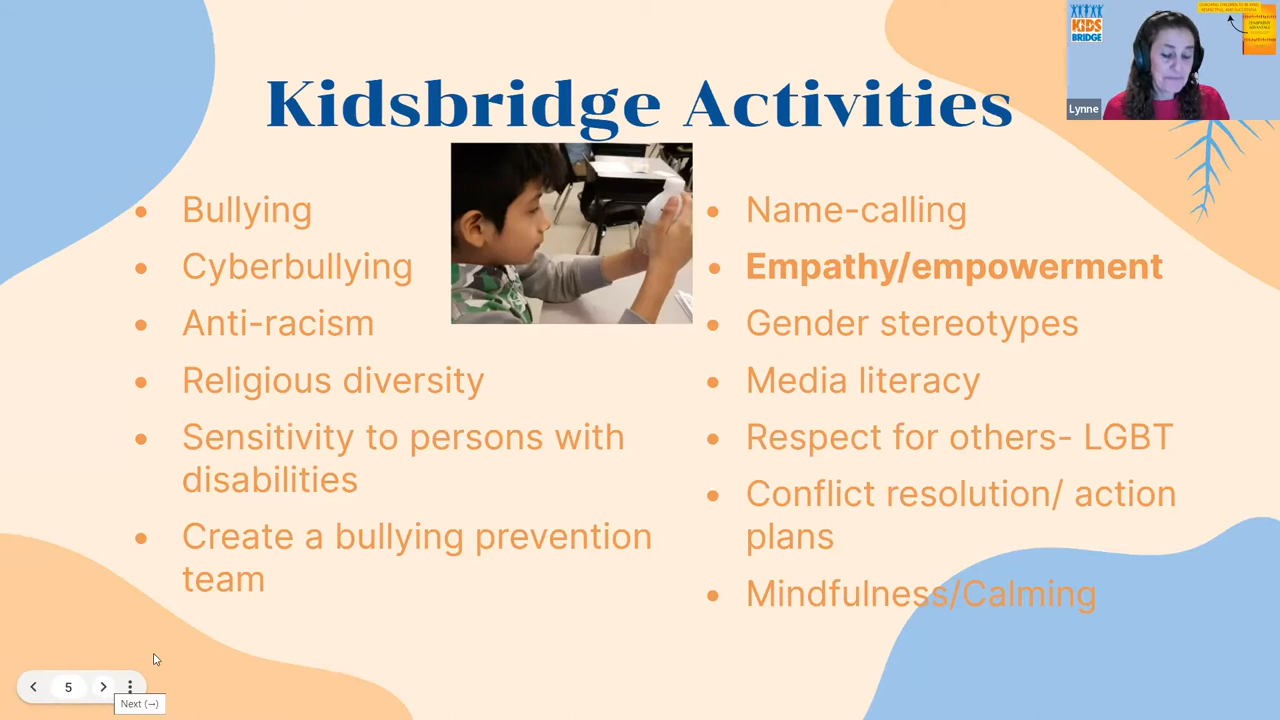 Kidsbridge Activities
Bullying
Cyberbullying
Anti-racism
Religious diversity
Sensitivity to persons with
disabilities
Create a bullying prevention
team
Name-calling
Empathy/empowerment
Gender stereotypes
Media literacy
Respect for others- LGBT
Conflict resolution/ action
plans
Mindfulness/Calming
KiDS
BRIDGE
Lynne
5
Next (→)